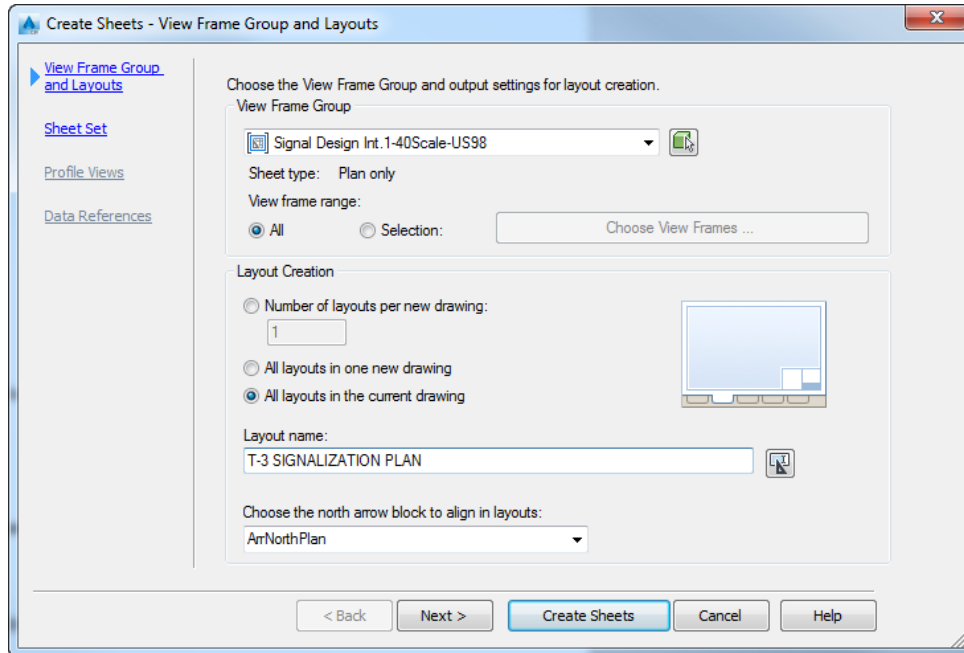 Create Sheets - View Frame Group and Layouts
View Frame Group
and Layouts
Sheet Set
Profile Views
Data References
Choose the View Frame Group and output settings for layout creation.
View Frame Group
Signal Design Int.1-40Scale-US98
Sheet type: Plan only
View frame range:
All Selection: Choose View Frames ...
Layout Creation
Number of layouts per new drawing:
1
All layouts in one new drawing
All layouts in the current drawing
Layout name:
T-3 SIGNALIZATION PLAN
Choose the north arrow block to align in layouts:
ArrNorthPlan
< Back Next > Create Sheets Cancel Help